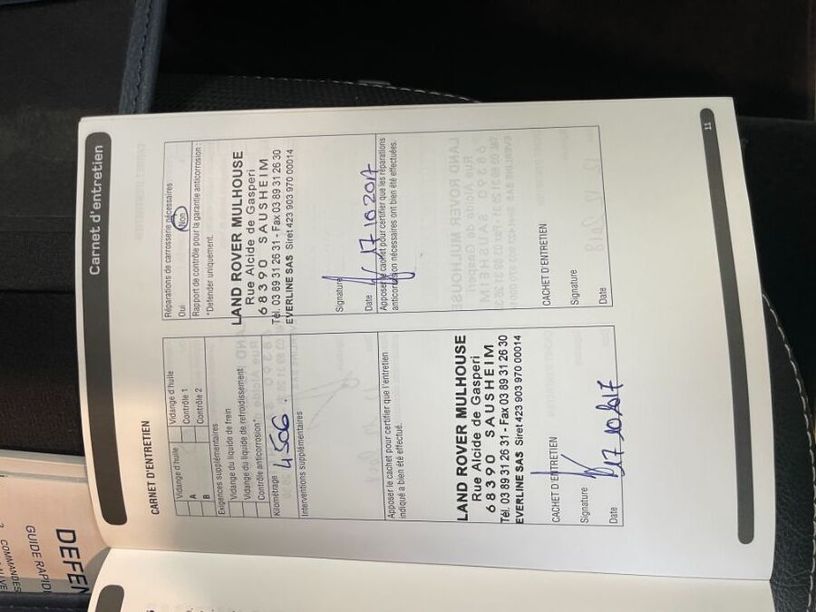 Carnet d'entretien
CARNET D'ENTRETIEN
Vidange d'huile
Vidange d'huile
A
Contrôle 1
B
Contrôle 2
Exigences supplémentaires
Vidange du liquide de frein
Vidange du liquide de refroidissement
Contrôle anticorrosion*
Kilométrage 4506.
Interventions supplémentaires
Apposer le cachet pour certifier que l'entretien
indiqué a bien été effectué.
LAND ROVER MULHOUSE
Rue Alcide de Gasperi
68390 SAUSHEIM
Tél. 03 89 31 26 31 - Fax 03 89 31 26 30
EVERLINE SAS Siret 423 903 970 00014
CACHET D'ENTRETIEN
Signature
Date 17 10 2017
Réparations de carrosserie nécessaires
Oui Non
Rapport de contrôle pour la garantie anticorrosion :
*Defender uniquement.
LAND ROVER MULHOUSE
Rue Alcide de Gasperi
68390 SAUSHEIM
Tél. 03 89 31 26 31 - Fax 03 89 31 26 30
EVERLINE SAS Siret 423 903 970 00014
Signature
Date 17 10 2017
Apposer le cachet pour certifier que les réparations
anticorrosion nécessaires ont bien été effectuées.
CACHET D'ENTRETIEN
Signature
Date
11
DEFEN
GUIDE RAPID
COMMANDES